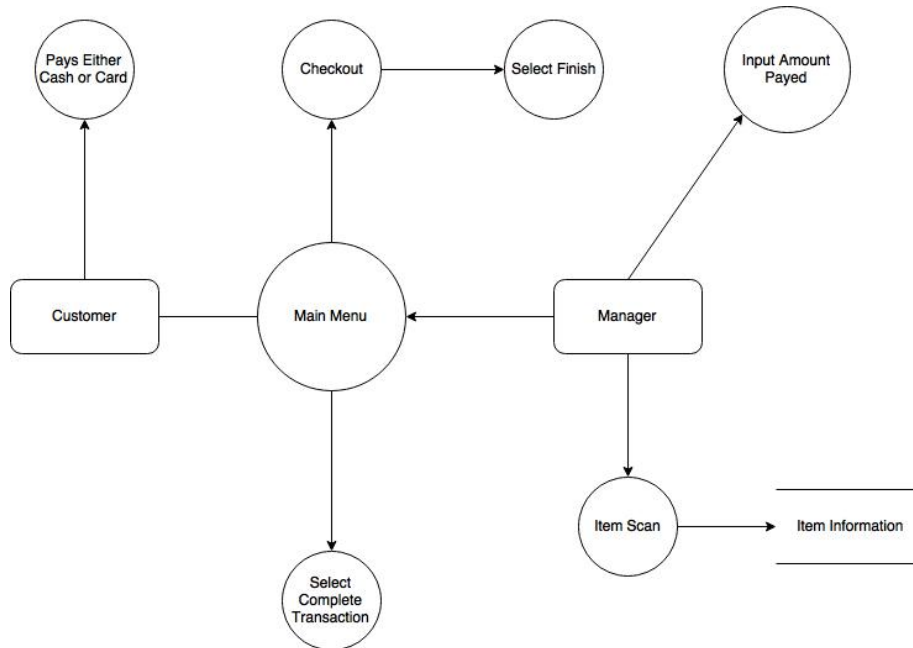 Pays Either
Cash or Card
Checkout
Select Finish
Input Amount
Payed
Customer
Main Menu
Manager
Item Scan
Item Information
Select
Complete
Transaction